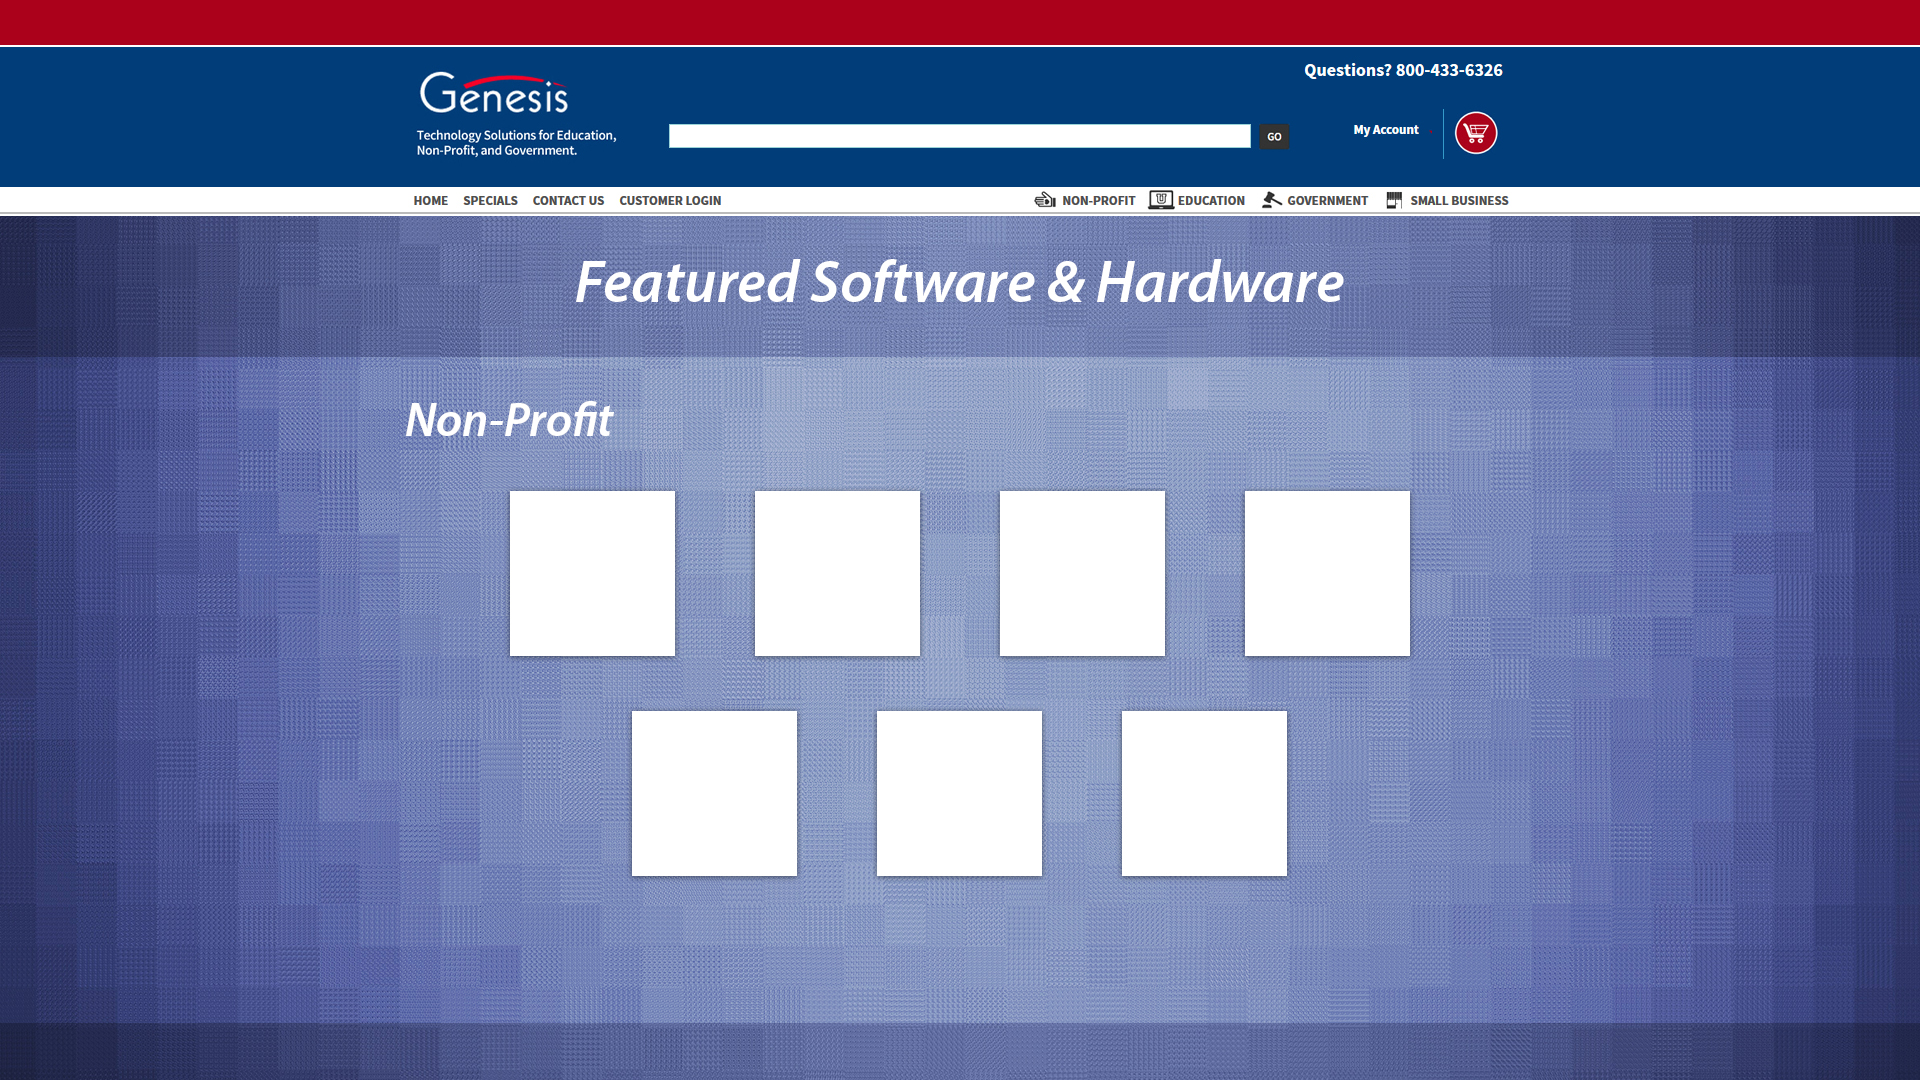 Questions? 800-433-6326
Genesis
Technology Solutions for Education,
Non-Profit, and Government.
GO
My Account
HOME SPECIALS CONTACT US CUSTOMER LOGIN NON-PROFIT EDUCATION GOVERNMENT SMALL BUSINESS
Featured Software & Hardware
Non-Profit